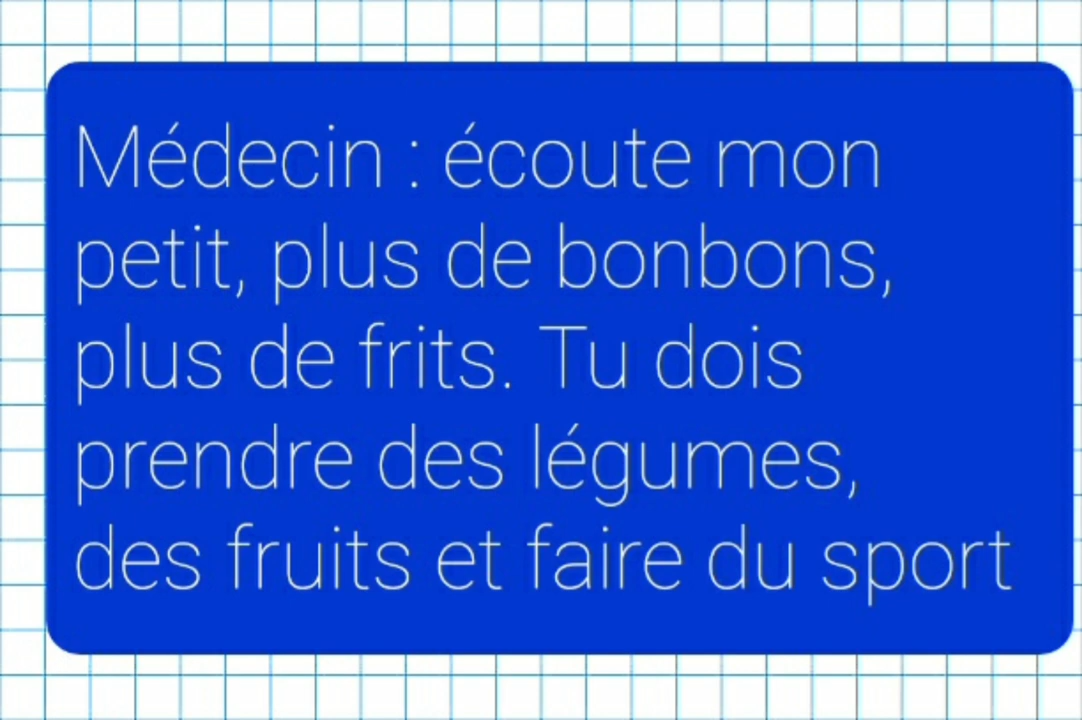 Médecin : écoute mon
petit, plus de bonbons,
plus de frits. Tu dois
prendre des légumes,
des fruits et faire du sport